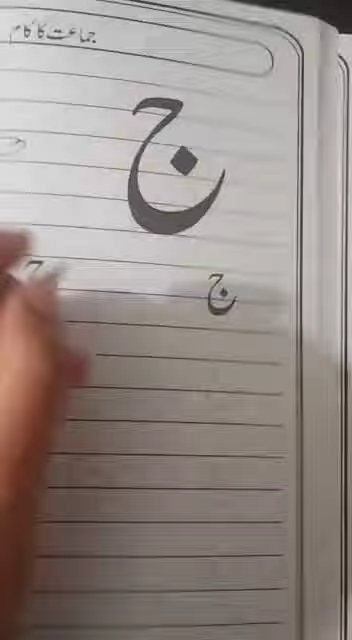 جماعت کا کام
ج
ج